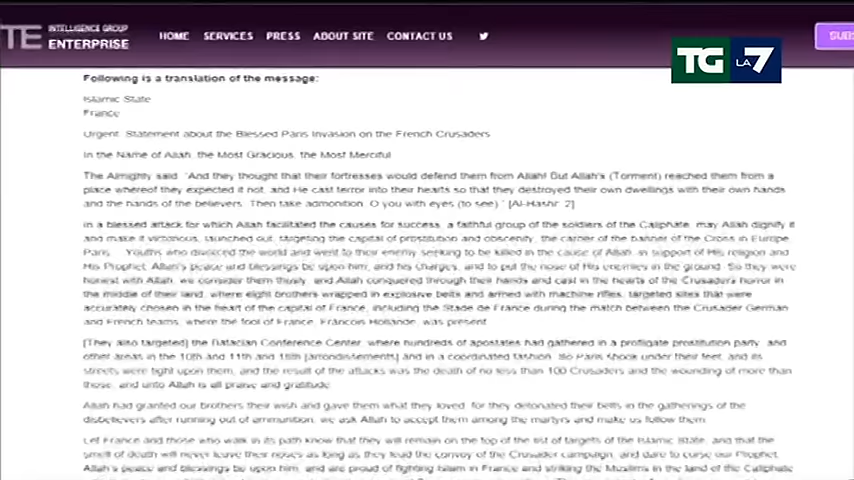 TE INTELLIGENCE GROUP
ENTERPRISE
HOME SERVICES PRESS ABOUT SITE CONTACT US
SUBS
TG LA7
Following is a translation of the message:
Islamic State
France
Urgent: Statement about the Blessed Paris Invasion on the French Crusaders
In the Name of Allah, the Most Gracious, the Most Merciful
The Almighty said: "And they thought that their fortresses would defend them from Allah! But Allah's (Torment) reached them from a
place whereof they expected it not, and He cast terror into their hearts so that they destroyed their own dwellings with their own hands
and the hands of the believers. Then take admonition, O you with eyes (to see)." [Al-Hashr: 2]
In a blessed attack for which Allah facilitated the causes for success, a faithful group of the soldiers of the Caliphate, may Allah dignify it
and make it victorious, launched out, targeting the capital of prostitution and obscenity, the carrier of the banner of the Cross in Europe,
Paris... Youths who divorced the world and went to their enemy seeking to be killed in the cause of Allah, in support of His religion and
His Prophet, Allah's peace and blessings be upon him, and his charges, and to put the nose of His enemies in the ground. So they were
honest with Allah, we consider them thusly, and Allah conquered through their hands and cast in the hearts of the Crusaders horror in
the middle of their land, where eight brothers wrapped in explosive belts and armed with machine rifles, targeted sites that were
accurately chosen in the heart of the capital of France, including the Stade de France during the match between the Crusader German
and French teams, where the fool of France, Francois Hollande, was present.
[They also targeted] the Bataclan Conference Center, where hundreds of apostates had gathered in a profligate prostitution party, and
other areas in the 10th and 11th and 18th [arrondissements] and in a coordinated fashion. So Paris shook under their feet, and its
streets were tight upon them, and the result of the attacks was the death of no less than 100 Crusaders and the wounding of more than
those, and unto Allah is all praise and gratitude.
Allah had granted our brothers their wish and gave them what they loved, for they detonated their belts in the gatherings of the
disbelievers after running out of ammunition, we ask Allah to accept them among the martyrs and make us follow them.
Let France and those who walk in its path know that they will remain on the top of the list of targets of the Islamic State, and that the
smell of death will never leave their noses as long as they lead the convoy of the Crusader campaign, and dare to curse our Prophet,
Allah's peace and blessings be upon him, and are proud of fighting Islam in France and striking the Muslims in the land of the Caliphate